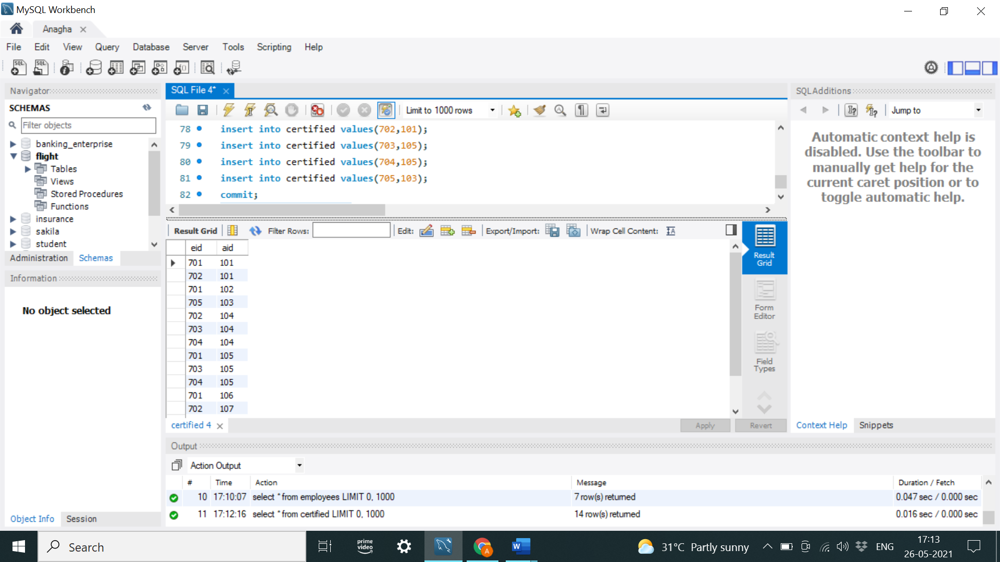 MySQL Workbench
Anagha
File Edit View Query Database Server Tools Scripting Help
Navigator
SCHEMAS
Filter objects
banking_enterprise
flight
Tables
Views
Stored Procedures
Functions
insurance
sakila
student
Administration Schemas
Information
No object selected
Object Info Session
SQL File 4*
Limit to 1000 rows
78 insert into certified values(702,101);
79 insert into certified values(703,105);
80 insert into certified values(704,105);
81 insert into certified values(705,103);
82 commit;
Result Grid Filter Rows: Edit: Export/Import: Wrap Cell Content:
eid aid
701 101
702 101
701 102
705 103
702 104
703 104
704 104
701 105
703 105
704 105
701 106
702 107
Result
Grid
Form
Editor
Field
Types
certified 4 Apply Revert
SQLAdditions
Jump to
Automatic context help is
disabled. Use the toolbar to
manually get help for the
current caret position or to
toggle automatic help.
Context Help Snippets
Output
Action Output
# Time Action Message Duration / Fetch
10 17:10:07 select * from employees LIMIT 0, 1000 7 row(s) returned 0.047 sec / 0.000 sec
11 17:12:16 select * from certified LIMIT 0, 1000 14 row(s) returned 0.016 sec / 0.000 sec
Search
prime
video
A
W
31°C Partly sunny
ENG
17:13
26-05-2021